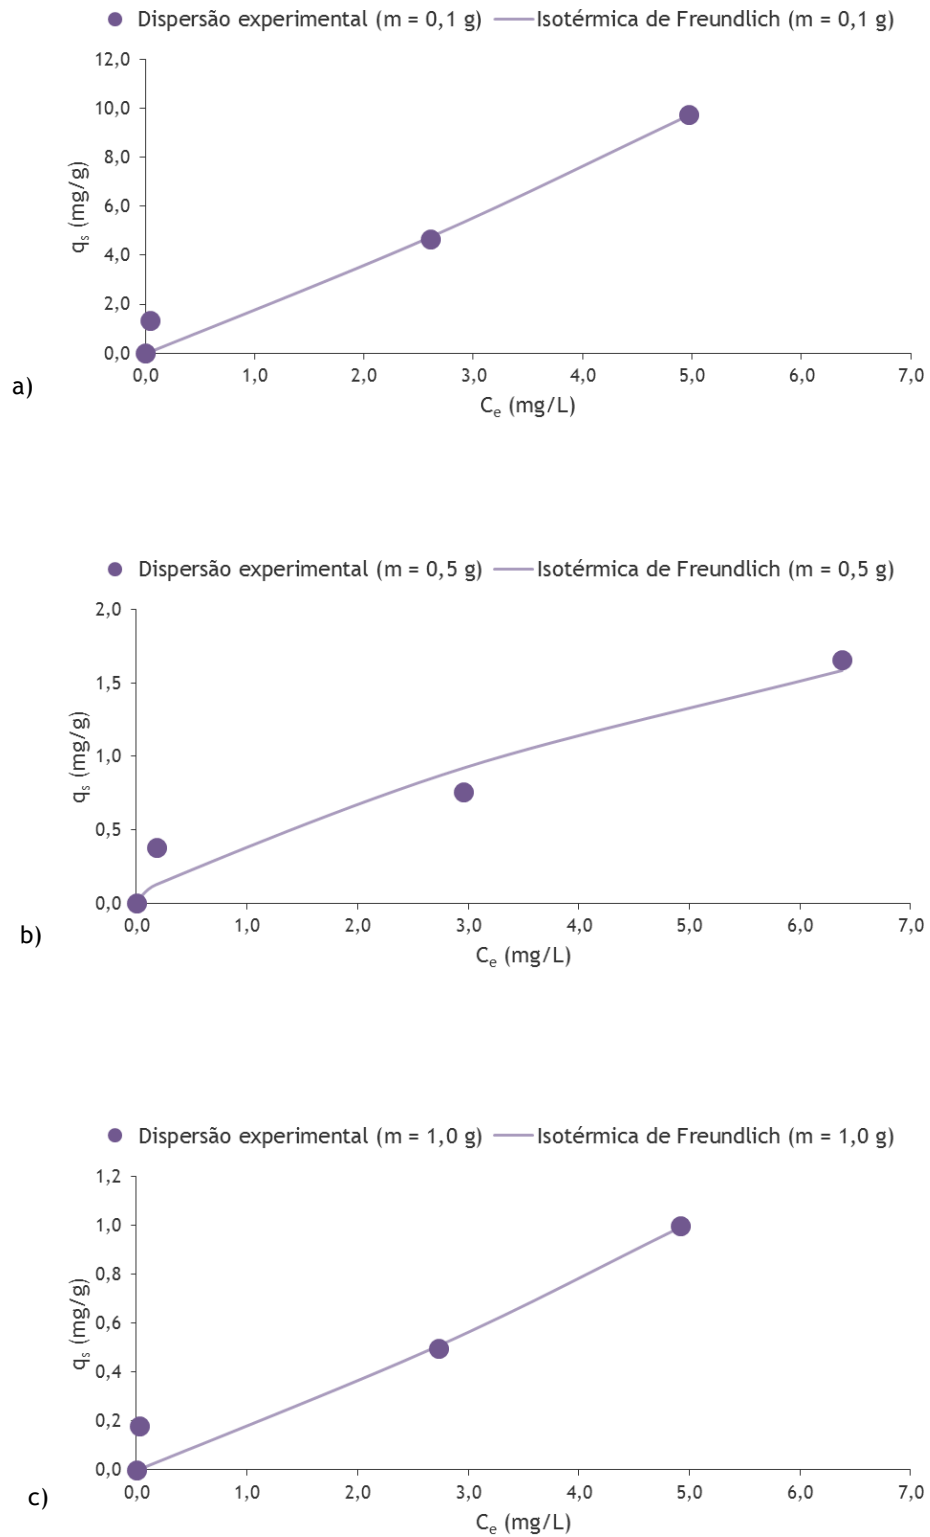 Dispersão experimental (m = 0,1 g) Isotérmica de Freundlich (m = 0,1 g)
12,0
10,0
8,0
6,0
4,0
2,0
0,0
qs (mg/g)
0,0 1,0 2,0 3,0 4,0 5,0 6,0 7,0
Ce (mg/L)
a)
Dispersão experimental (m = 0,5 g) Isotérmica de Freundlich (m = 0,5 g)
2,0
1,5
1,0
0,5
0,0
qs (mg/g)
0,0 1,0 2,0 3,0 4,0 5,0 6,0 7,0
Ce (mg/L)
b)
Dispersão experimental (m = 1,0 g) Isotérmica de Freundlich (m = 1,0 g)
1,2
1,0
0,8
0,6
0,4
0,2
0,0
qs (mg/g)
0,0 1,0 2,0 3,0 4,0 5,0 6,0 7,0
Ce (mg/L)
c)